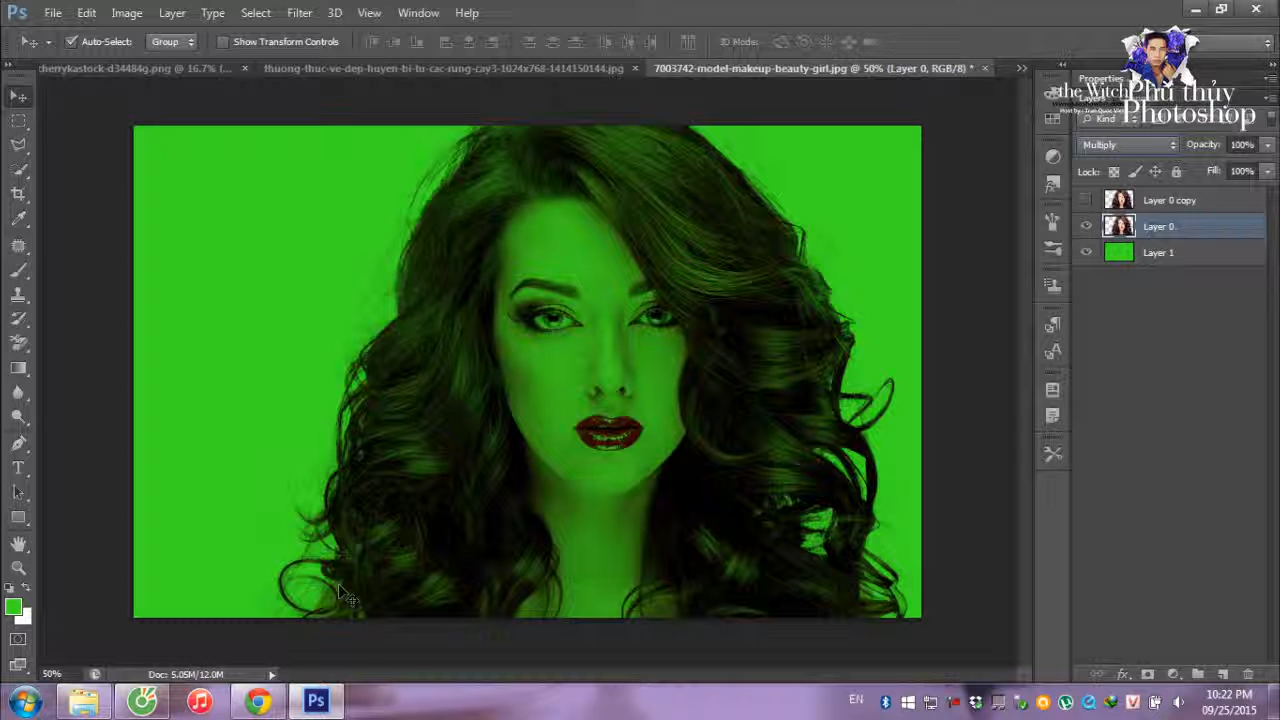 Ps File Edit Image Layer Type Select Filter 3D View Window Help
Auto-Select: Group Show Transform Controls 3D Mode:
herrykastock-d34484g.png @ 16.7% (... × thuong-thuc-ve-dep-huyen-bi-tu-cac-rung-cay3-1024x768-1414150144.jpg × 7003742-model-makeup-beauty-girl.jpg @ 50% (Layer 0, RGB/8) * ×
Properties
the Witch Phù thủy
Photoshop
Kind
Multiply Opacity: 100%
Lock: Fill: 100%
Layer 0 copy
Layer 0
Layer 1
50% Doc: 5.05M/12.0M
EN
10:22 PM
09/25/2015